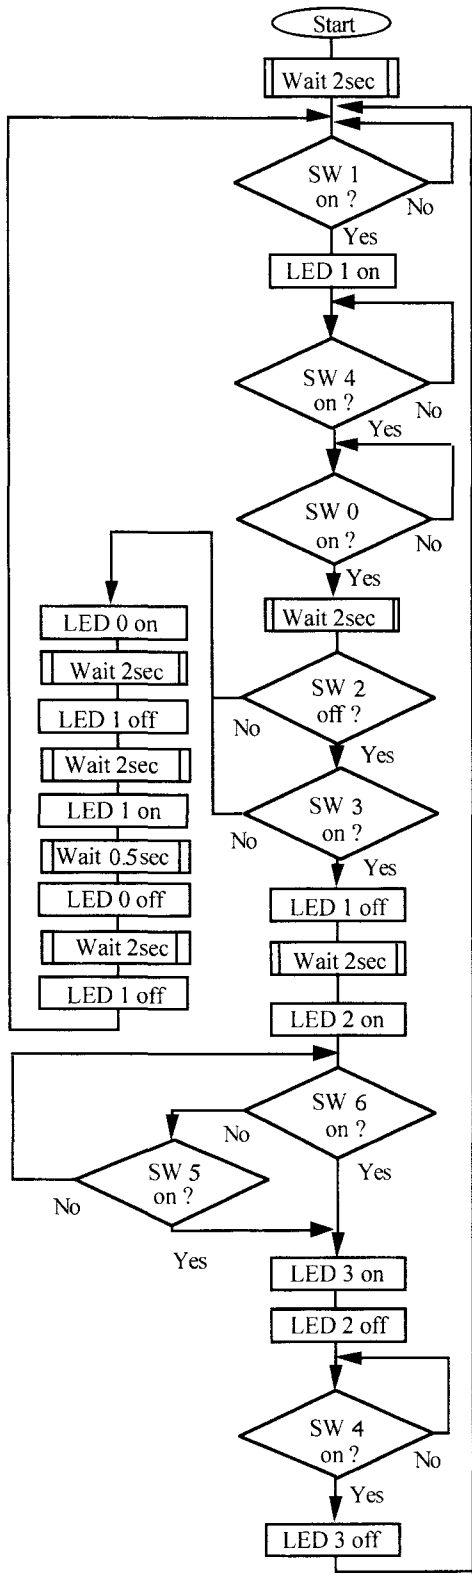 Start
Wait 2sec
SW 1
on ?
No
Yes
LED 1 on
SW 4
on ?
No
Yes
SW 0
on ?
No
Yes
Wait 2sec
SW 2
off ?
No
Yes
SW 3
on ?
No
Yes
LED 0 on
Wait 2sec
LED 1 off
Wait 2sec
LED 1 on
Wait 0.5sec
LED 0 off
Wait 2sec
LED 1 off
LED 1 off
Wait 2sec
LED 2 on
SW 6
on ?
No
Yes
SW 5
on ?
No
Yes
LED 3 on
LED 2 off
SW 4
on ?
No
Yes
LED 3 off